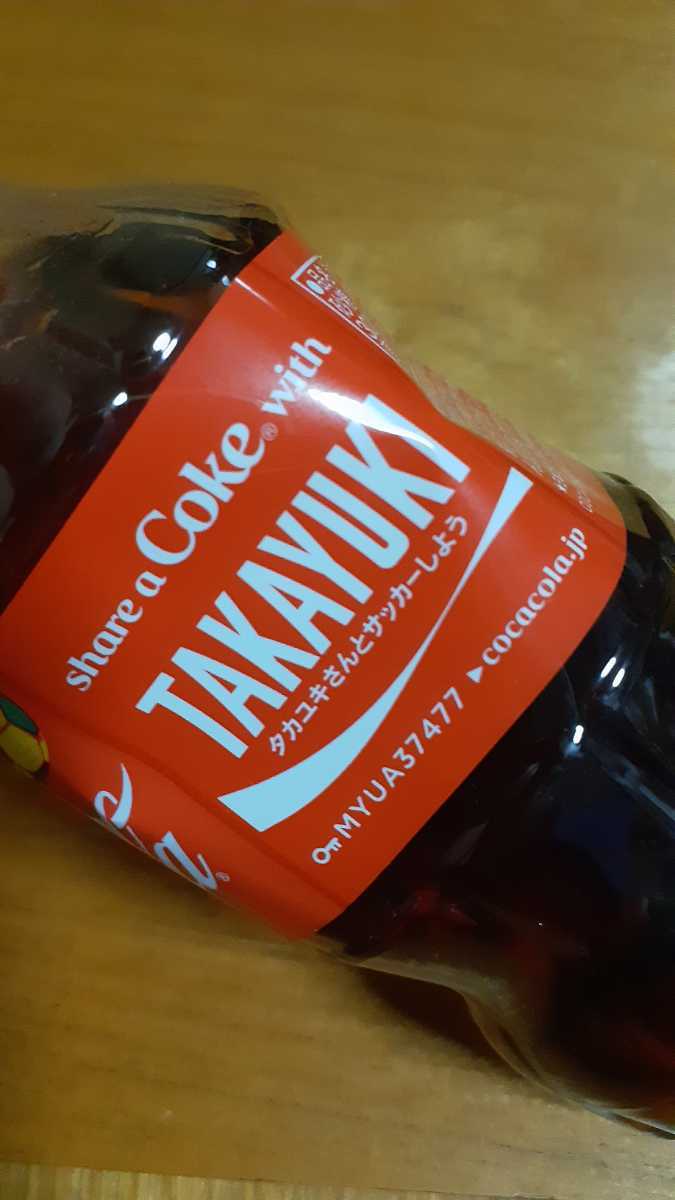 share a Coke® with
TAKAYUKI
タカユキさんとサッカーしよう
MYUA37477 ▶cocacola.jp